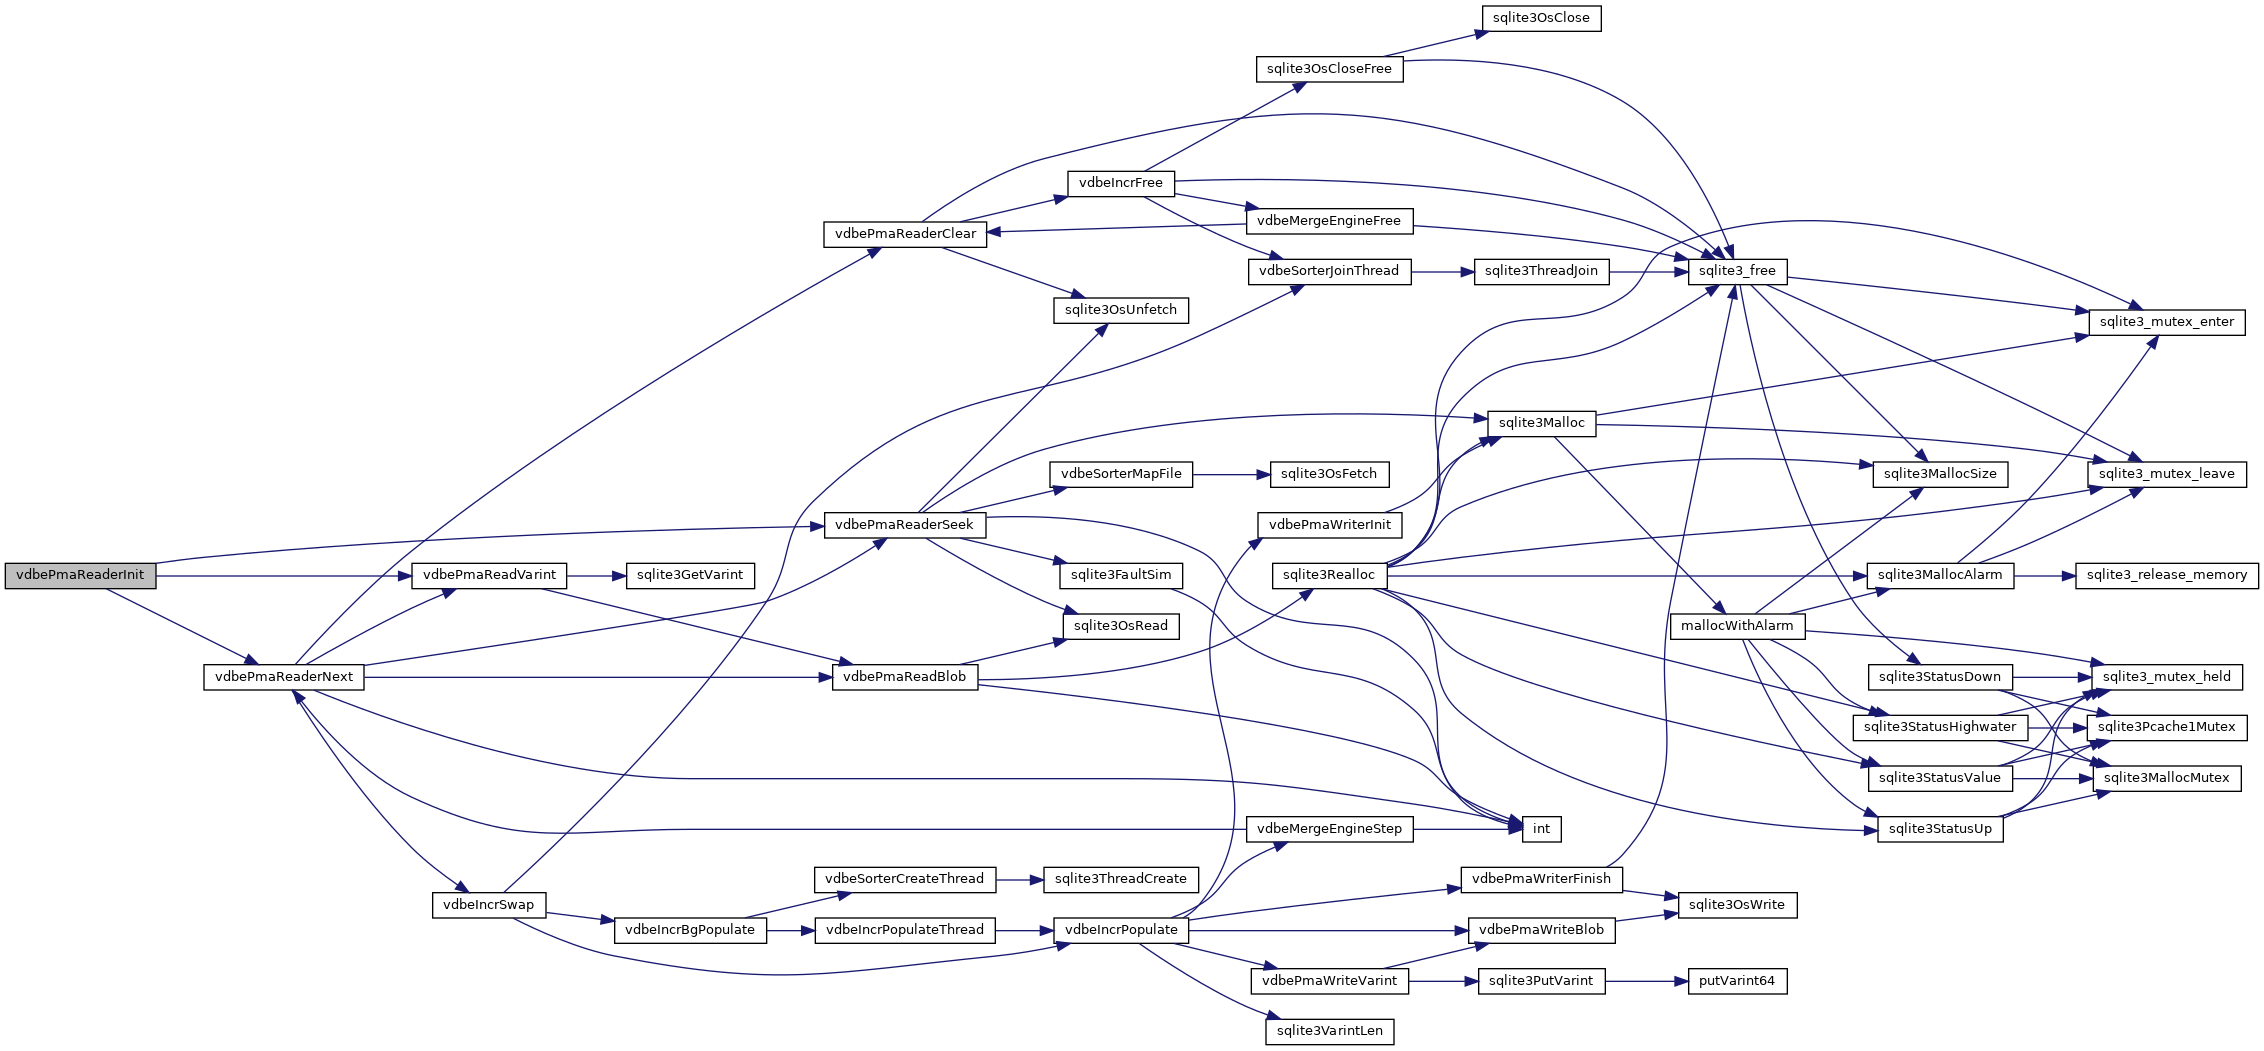 sqlite3OsClose
sqlite3OsCloseFree
vdbeIncrFree
vdbeMergeEngineFree
vdbePmaReaderClear
vdbeSorterJoinThread
sqlite3ThreadJoin
sqlite3_free
sqlite3OsUnfetch
sqlite3_mutex_enter
sqlite3Malloc
vdbeSorterMapFile
sqlite3OsFetch
sqlite3MallocSize
sqlite3_mutex_leave
vdbePmaReaderSeek
vdbePmaWriterInit
vdbePmaReaderInit
vdbePmaReadVarint
sqlite3GetVarint
sqlite3FaultSim
sqlite3Realloc
sqlite3MallocAlarm
sqlite3_release_memory
sqlite3OsRead
mallocWithAlarm
vdbePmaReaderNext
vdbePmaReadBlob
sqlite3StatusDown
sqlite3_mutex_held
sqlite3StatusHighwater
sqlite3Pcache1Mutex
sqlite3StatusValue
sqlite3MallocMutex
vdbeMergeEngineStep
int
sqlite3StatusUp
vdbeSorterCreateThread
sqlite3ThreadCreate
vdbePmaWriterFinish
vdbeIncrSwap
sqlite3OsWrite
vdbeIncrBgPopulate
vdbeIncrPopulateThread
vdbeIncrPopulate
vdbePmaWriteBlob
vdbePmaWriteVarint
sqlite3PutVarint
putVarint64
sqlite3VarintLen